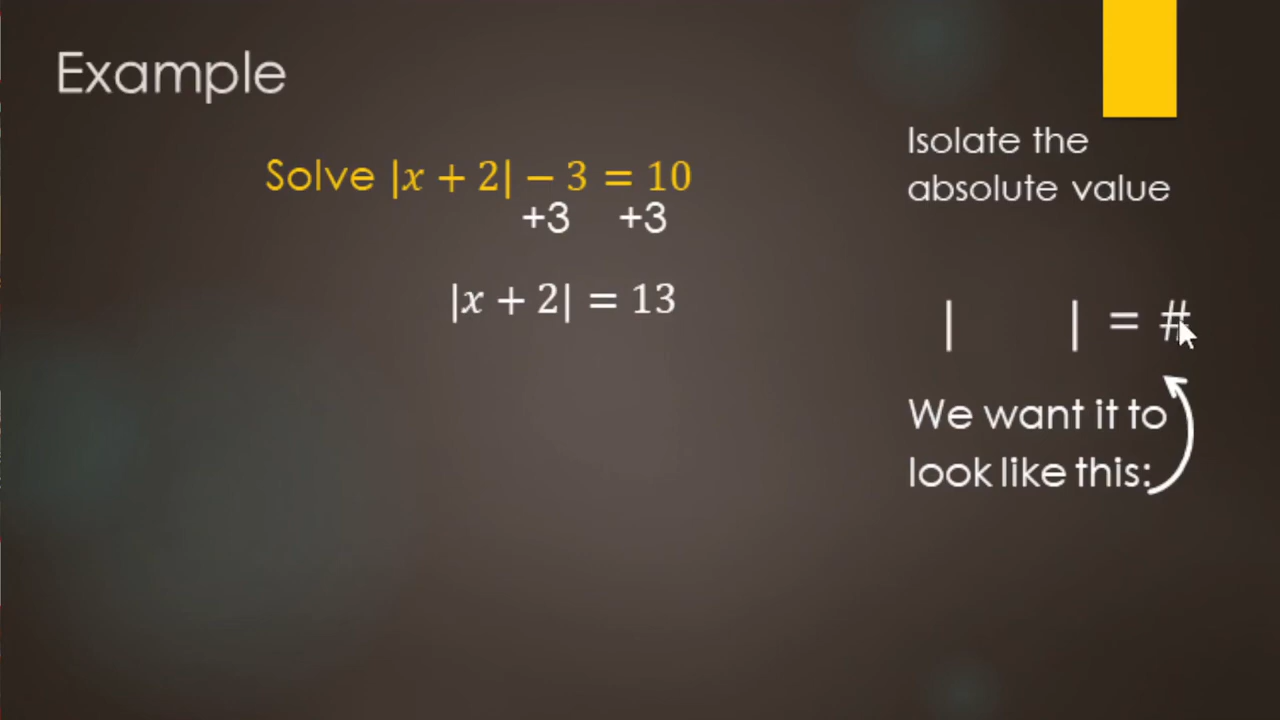 Example
Solve |x + 2| − 3 = 10
+3 +3
|x + 2| = 13
Isolate the
absolute value
| | = #
We want it to
look like this: